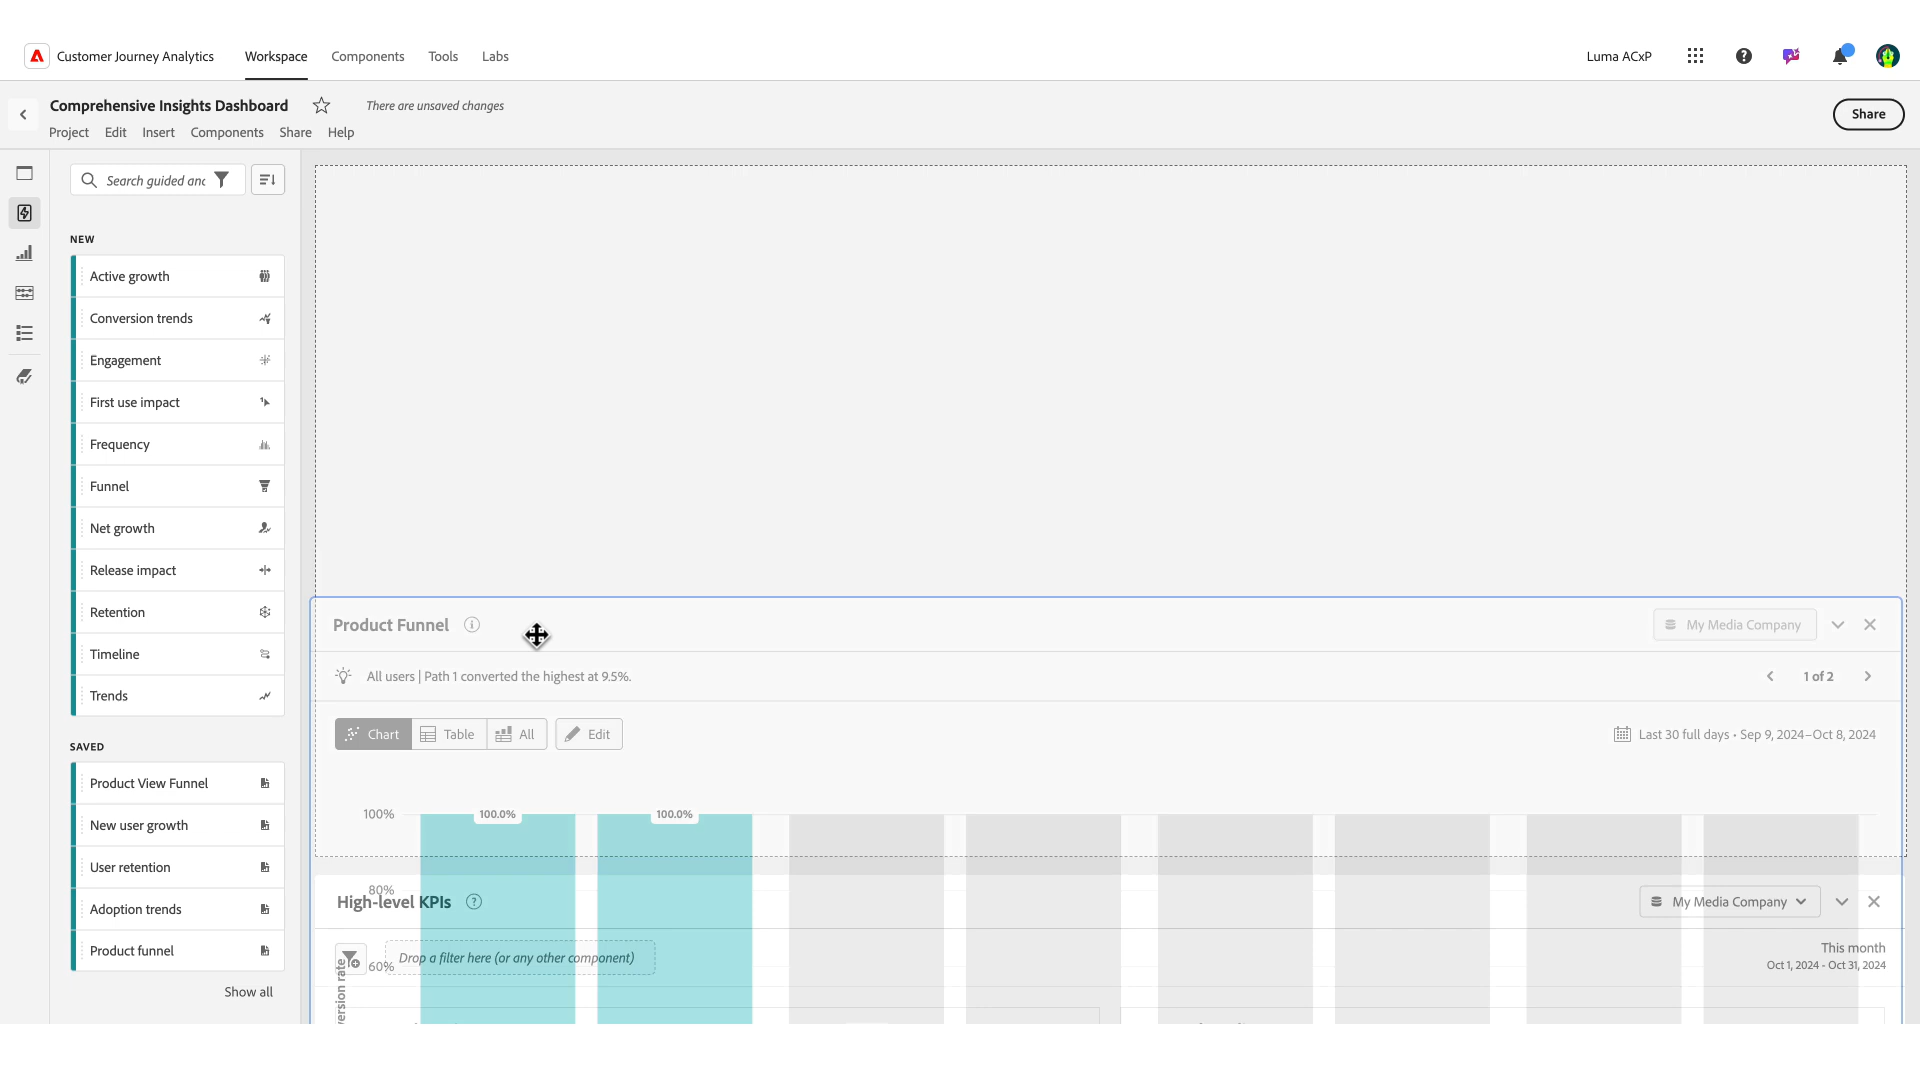 Customer Journey Analytics
Workspace
Components
Tools
Labs
Luma ACxP
Comprehensive Insights Dashboard
There are unsaved changes
Share
Project
Edit
Insert
Components
Share
Help
Search guided and
NEW
Active growth
Conversion trends
Engagement
First use impact
Frequency
Funnel
Net growth
Release impact
Retention
Timeline
Trends
SAVED
Product View Funnel
New user growth
User retention
Adoption trends
Product funnel
Show all
Product Funnel
My Media Company
All users | Path 1 converted the highest at 9.5%.
1 of 2
Chart
Table
All
Edit
Last 30 full days • Sep 9, 2024–Oct 8, 2024
100%
100.0%
100.0%
80%
High-level KPIs
My Media Company
60%
Drop a filter here (or any other component)
This month
Oct 1, 2024 - Oct 31, 2024
version rate